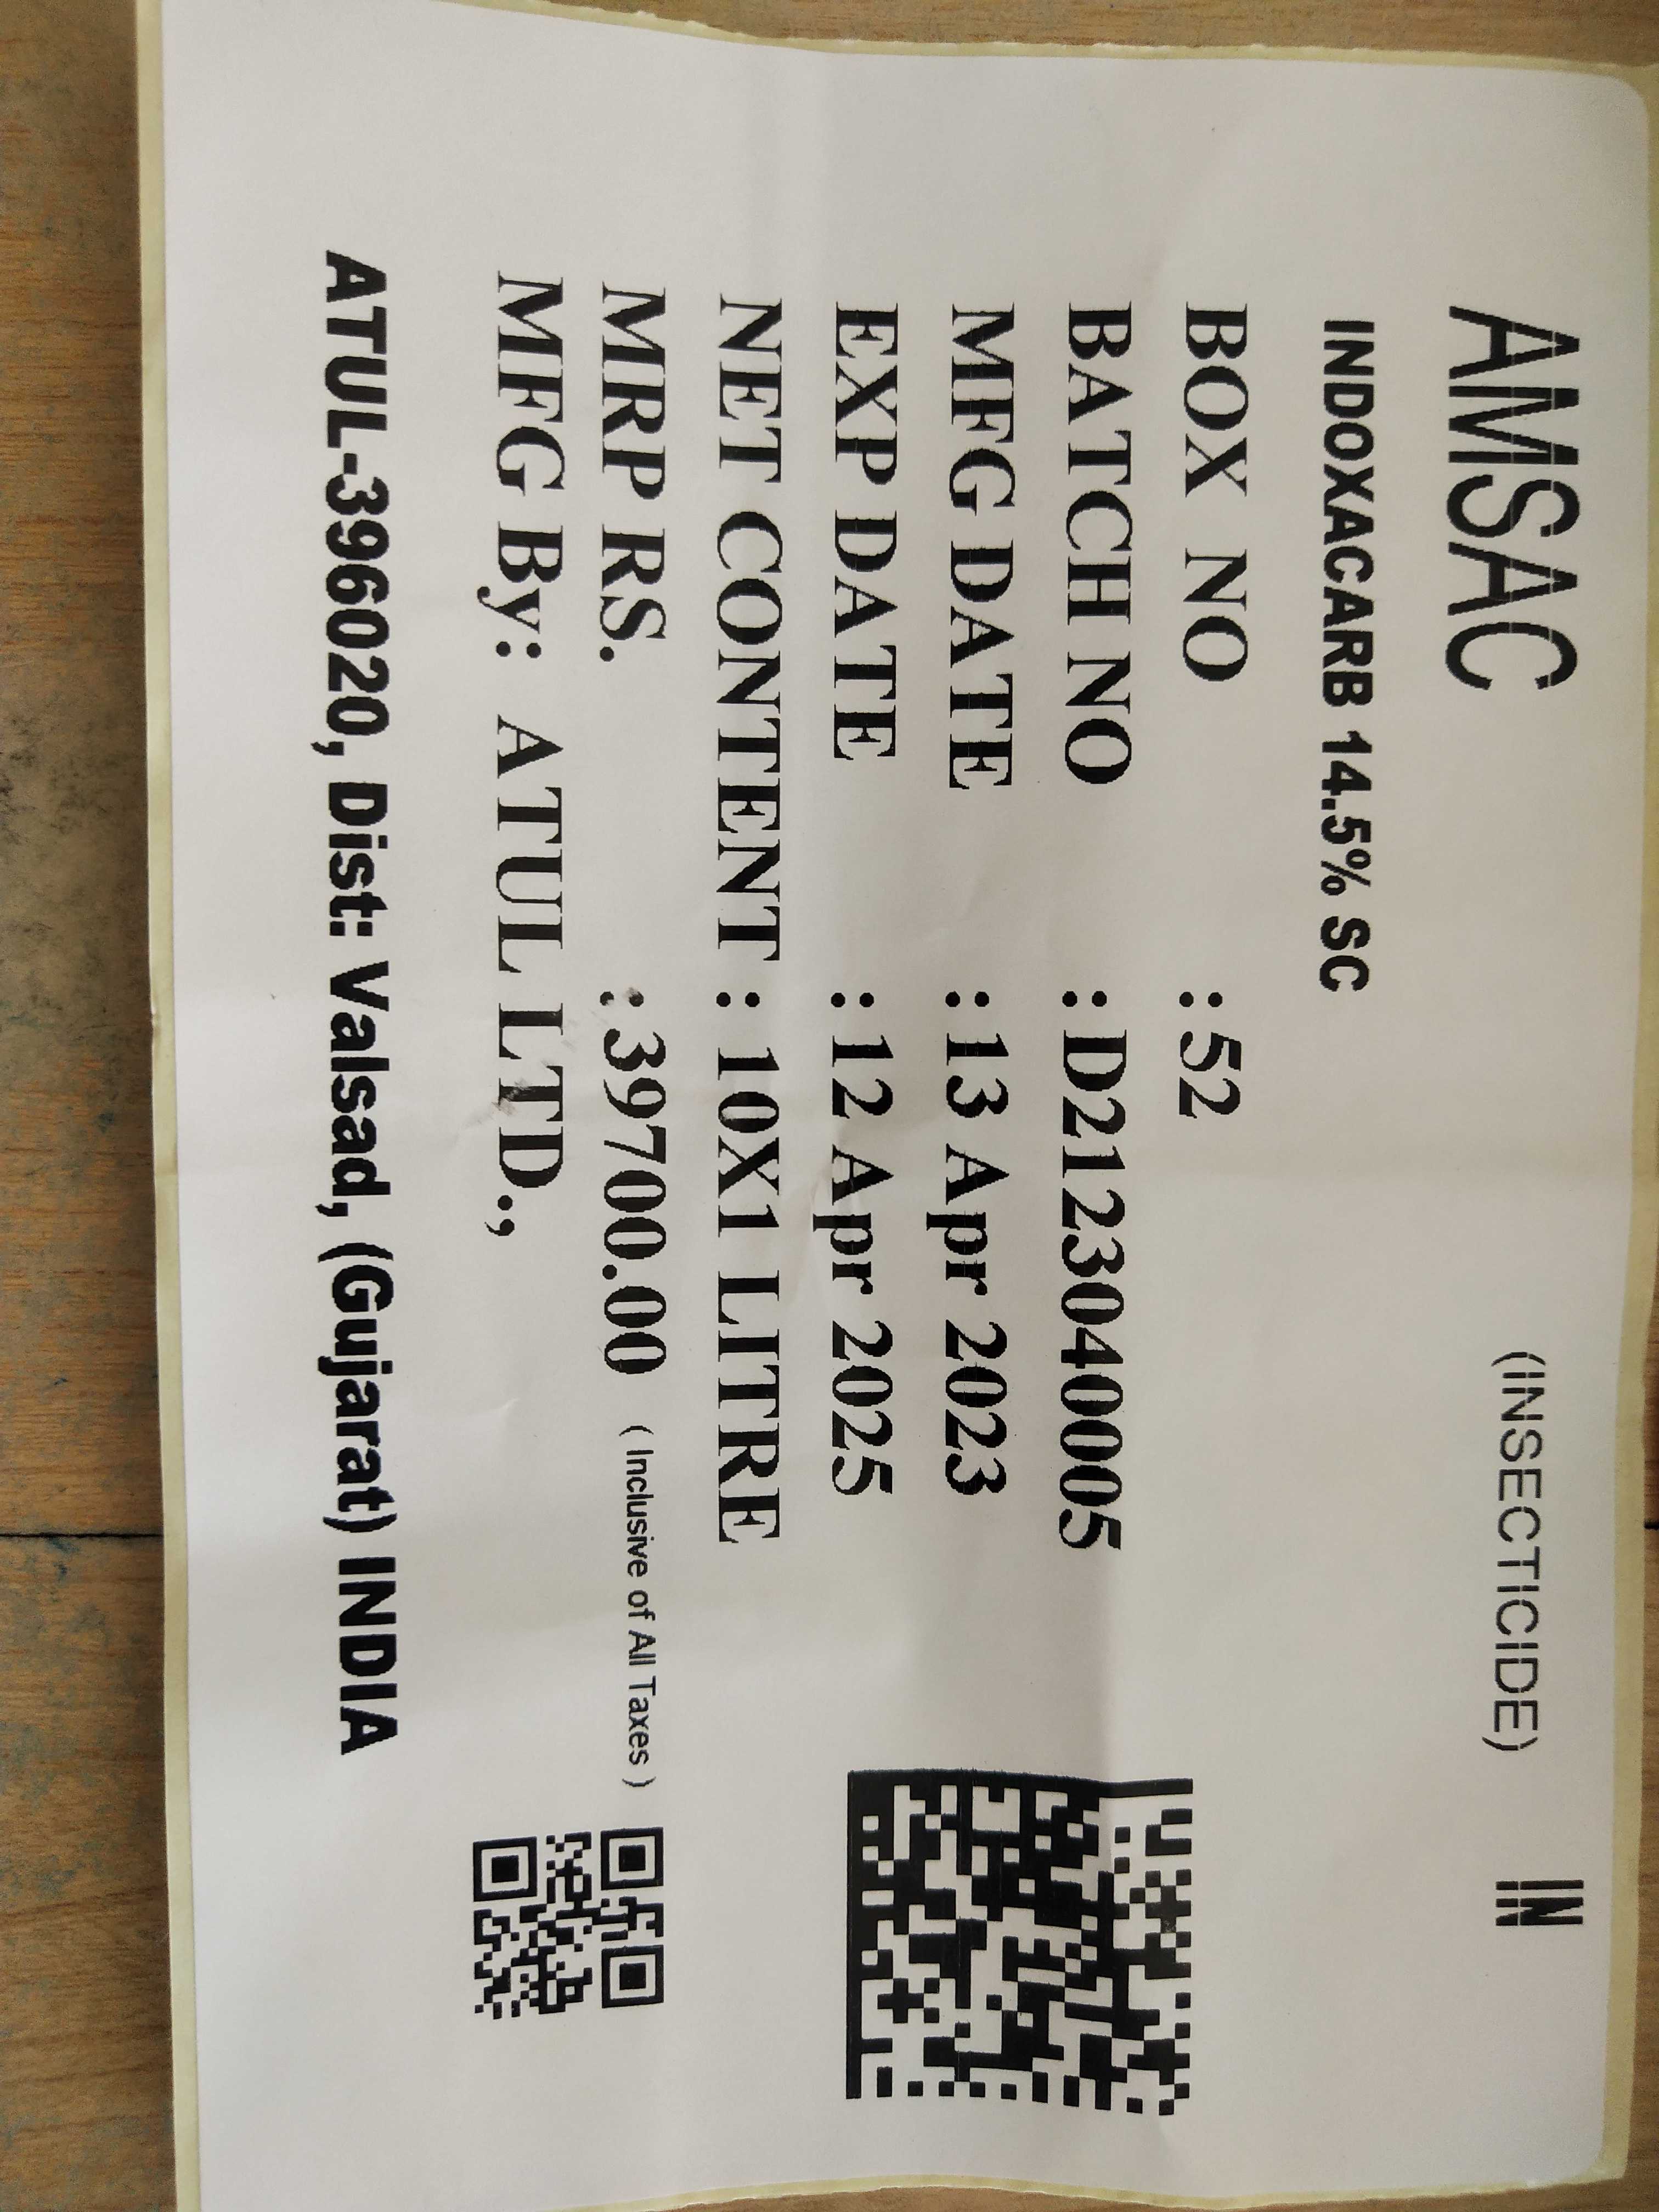 AMSAC (INSECTICIDE) IN
INDOXACARB 14.5% SC
BOX NO :52
BATCH NO :D2123040005
MFG DATE :13 Apr 2023
EXP DATE :12 Apr 2025
NET CONTENT : 10X1 LITRE
MRP RS. :39700.00 ( Inclusive of All Taxes )
MFG By: ATUL LTD.,
ATUL-396020, Dist: Valsad, (Gujarat) INDIA